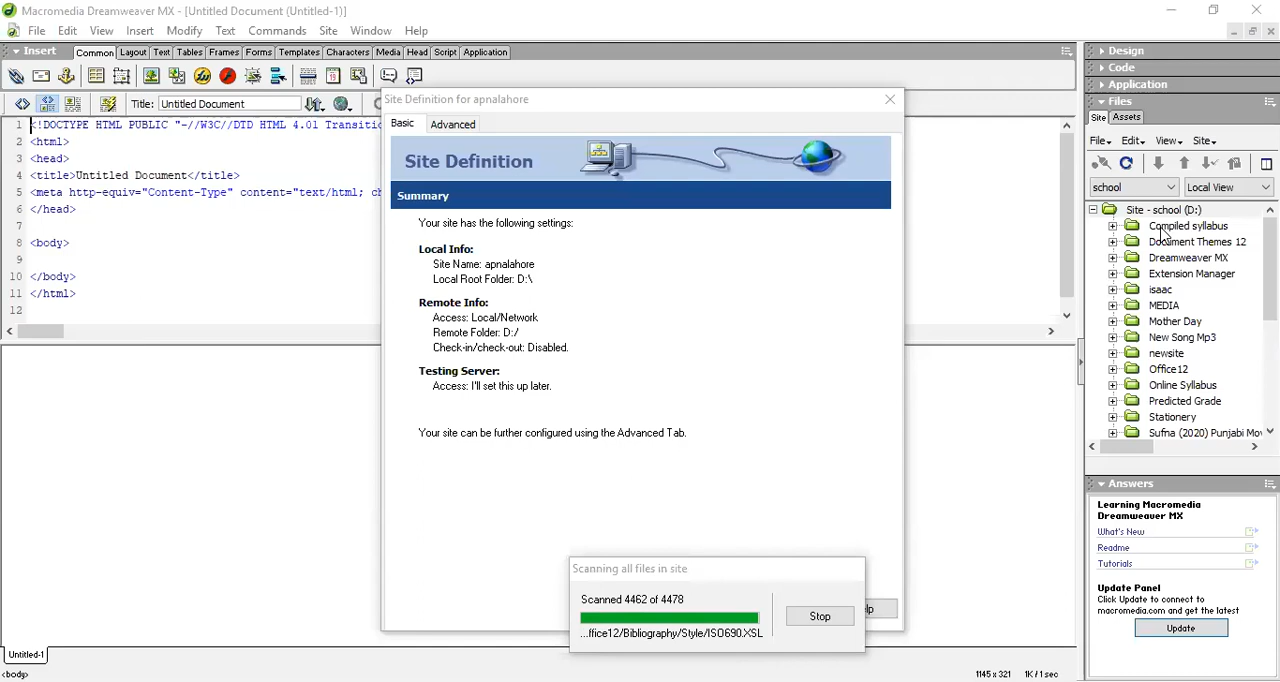 Macromedia Dreamweaver MX - [Untitled Document (Untitled-1)]
File Edit View Insert Modify Text Commands Site Window Help
Insert Common Layout Text Tables Frames Forms Templates Characters Media Head Script Application
Title: Untitled Document
1 <!DOCTYPE HTML PUBLIC "-//W3C//DTD HTML 4.01 Transitio
2 <html>
3 <head>
4 <title>Untitled Document</title>
5 <meta http-equiv="Content-Type" content="text/html; ch
6 </head>
7
8 <body>
9
10 </body>
11 </html>
12
Site Definition for apnalahore
Basic Advanced
Site Definition
Summary
Your site has the following settings:
Local Info:
Site Name: apnalahore
Local Root Folder: D:\
Remote Info:
Access: Local/Network
Remote Folder: D:/
Check-in/check-out: Disabled.
Testing Server:
Access: I'll set this up later.
Your site can be further configured using the Advanced Tab.
Scanning all files in site
Scanned 4462 of 4478
...ffice12/Bibliography/Style/ISO690.XSL
Stop
lp
Design
Code
Application
Files
Site Assets
File Edit View Site
school Local View
Site - school (D:)
Compiled syllabus
Document Themes 12
Dreamweaver MX
Extension Manager
isaac
MEDIA
Mother Day
New Song Mp3
newsite
Office12
Online Syllabus
Predicted Grade
Stationery
Sufna (2020) Punjabi Mov
Answers
Learning Macromedia
Dreamweaver MX
What's New
Readme
Tutorials
Update Panel
Click Update to connect to
macromedia.com and get the latest
Update
Untitled-1
<body>
1145 x 321 1K / 1 sec